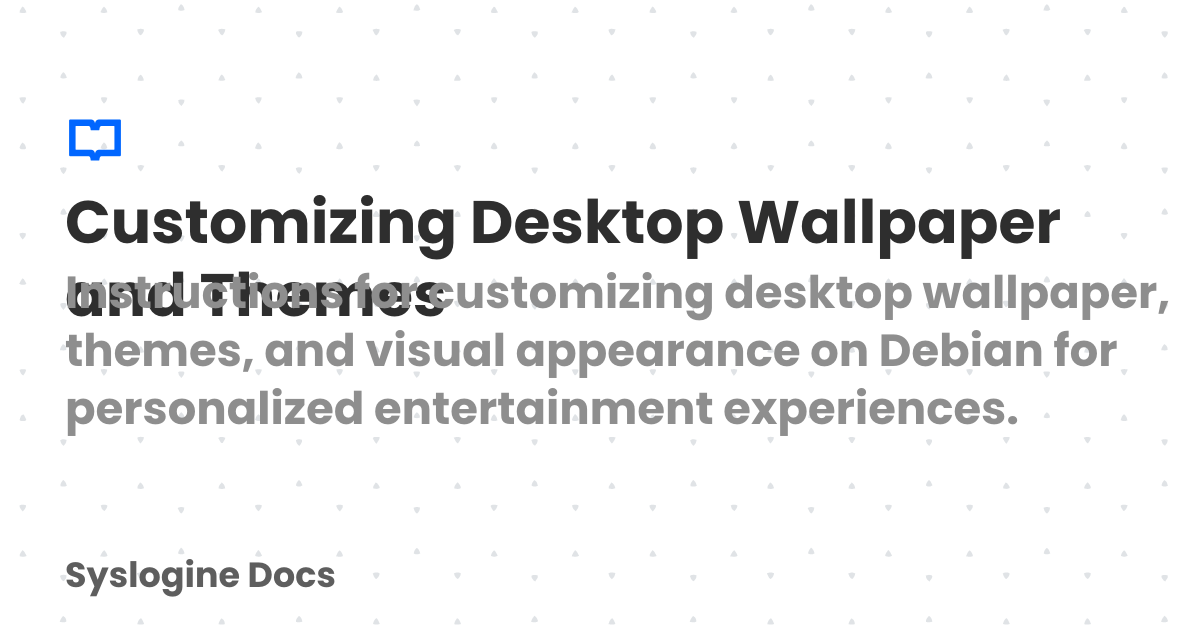 Customizing Desktop Wallpaper
and Themes
Instructions for customizing desktop wallpaper,
themes, and visual appearance on Debian for
personalized entertainment experiences.
Syslogine Docs